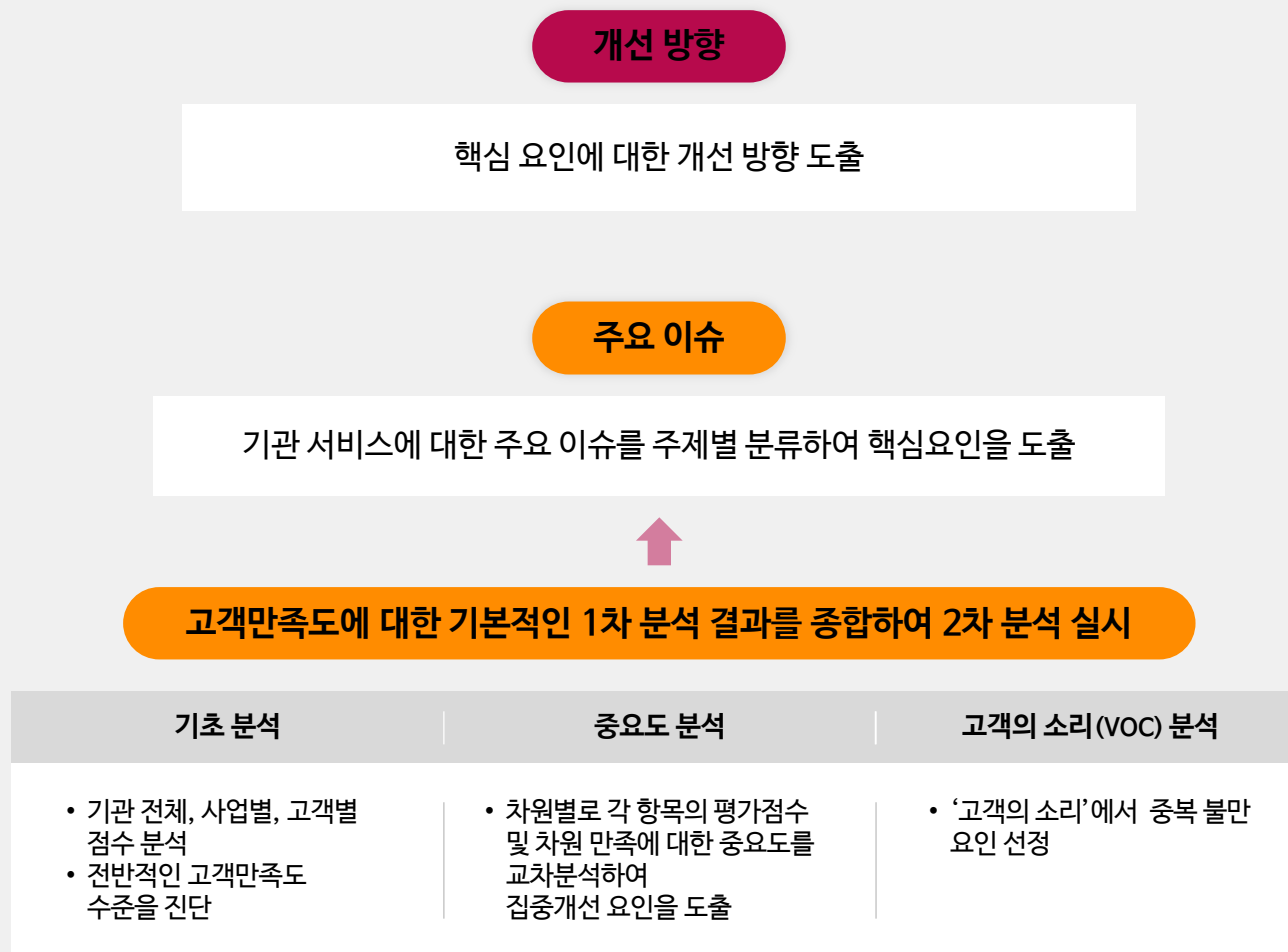 개선 방향
핵심 요인에 대한 개선 방향 도출
주요 이슈
기관 서비스에 대한 주요 이슈를 주제별 분류하여 핵심요인을 도출
고객만족도에 대한 기본적인 1차 분석 결과를 종합하여 2차 분석 실시
기초 분석
중요도 분석
고객의 소리(VOC) 분석
• 기관 전체, 사업별, 고객별
점수 분석
• 전반적인 고객만족도
수준을 진단
• 차원별로 각 항목의 평가점수
및 차원 만족에 대한 중요도를
교차분석하여
집중개선 요인을 도출
• ‘고객의 소리’에서 중복 불만
요인 선정